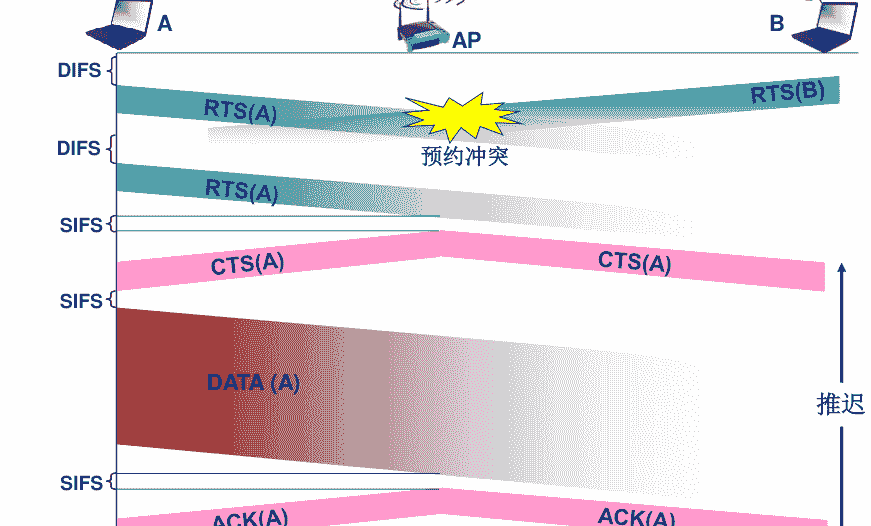 A
AP
B
DIFS
RTS(A)
RTS(B)
DIFS
预约冲突
RTS(A)
SIFS
CTS(A)
CTS(A)
SIFS
DATA (A)
推迟
SIFS
ACK(A)
ACK(A)